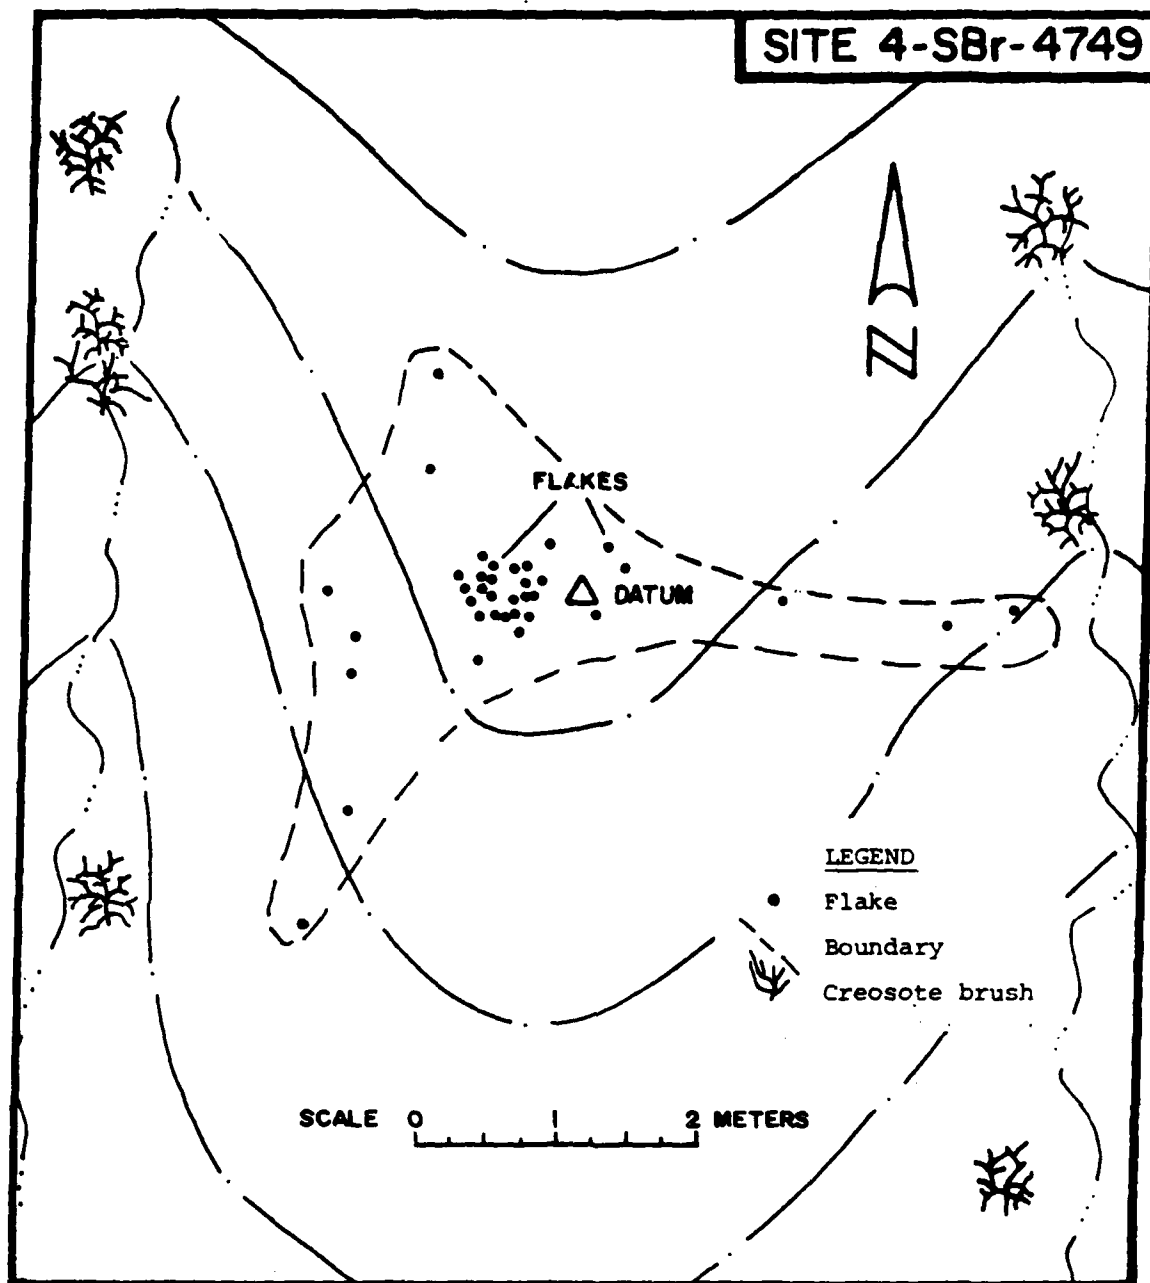 SITE 4-SBr-4749
N
FLAKES
DATUM
LEGEND
Flake
Boundary
Creosote brush
SCALE 0 1 2 METERS